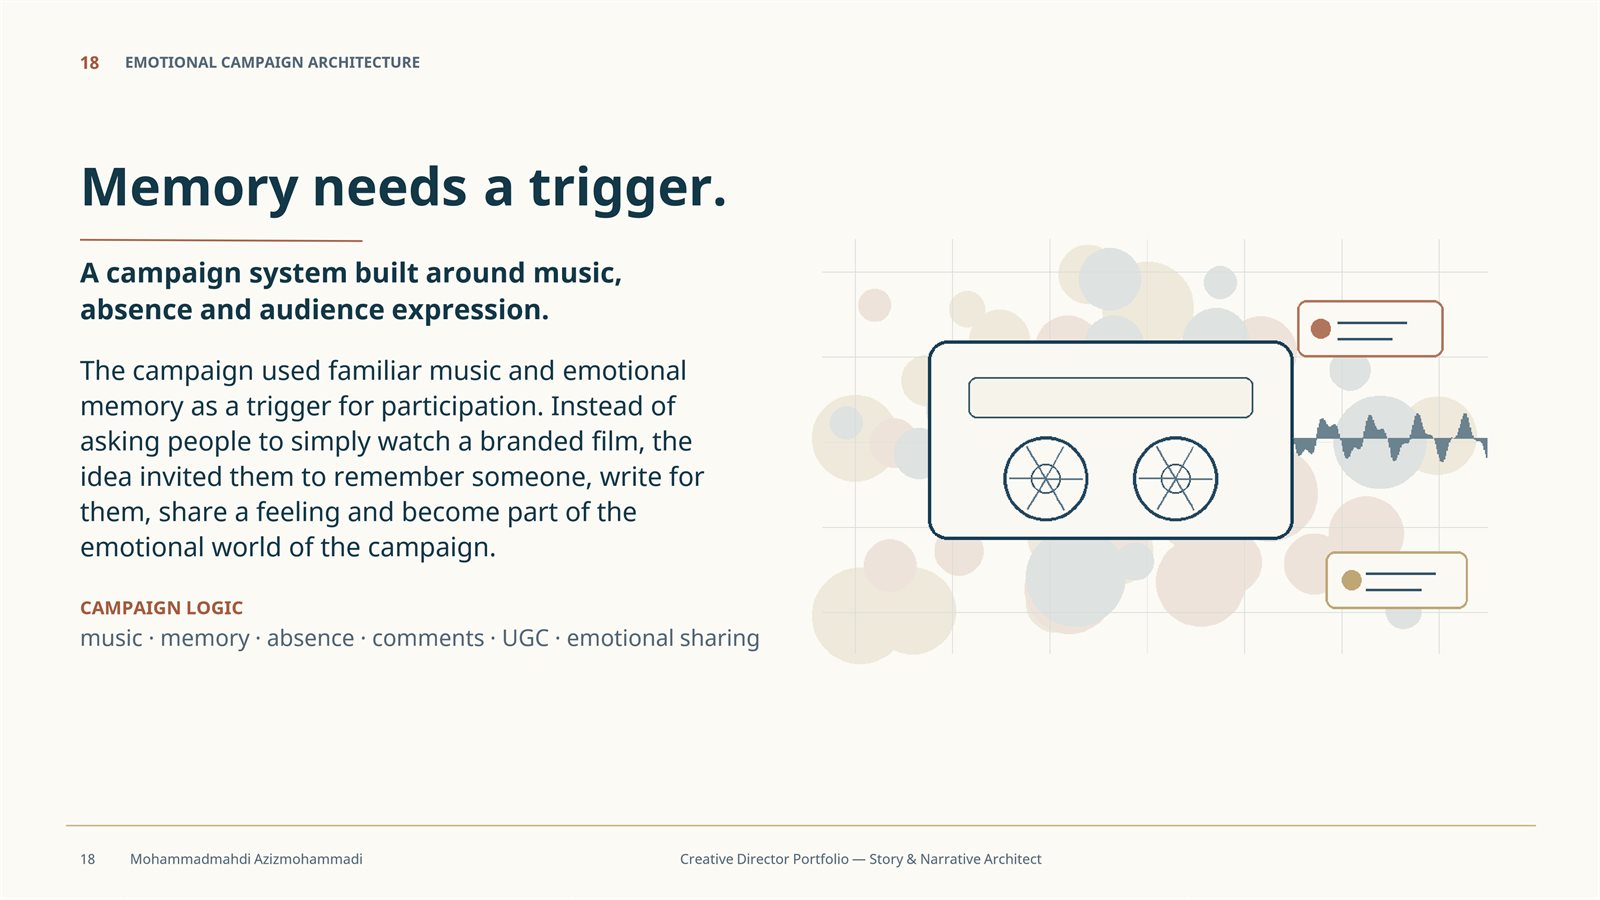 18 EMOTIONAL CAMPAIGN ARCHITECTURE
Memory needs a trigger.
A campaign system built around music,
absence and audience expression.
The campaign used familiar music and emotional
memory as a trigger for participation. Instead of
asking people to simply watch a branded film, the
idea invited them to remember someone, write for
them, share a feeling and become part of the
emotional world of the campaign.
CAMPAIGN LOGIC
music · memory · absence · comments · UGC · emotional sharing
18 Mohammadmahdi Azizmohammadi Creative Director Portfolio — Story & Narrative Architect